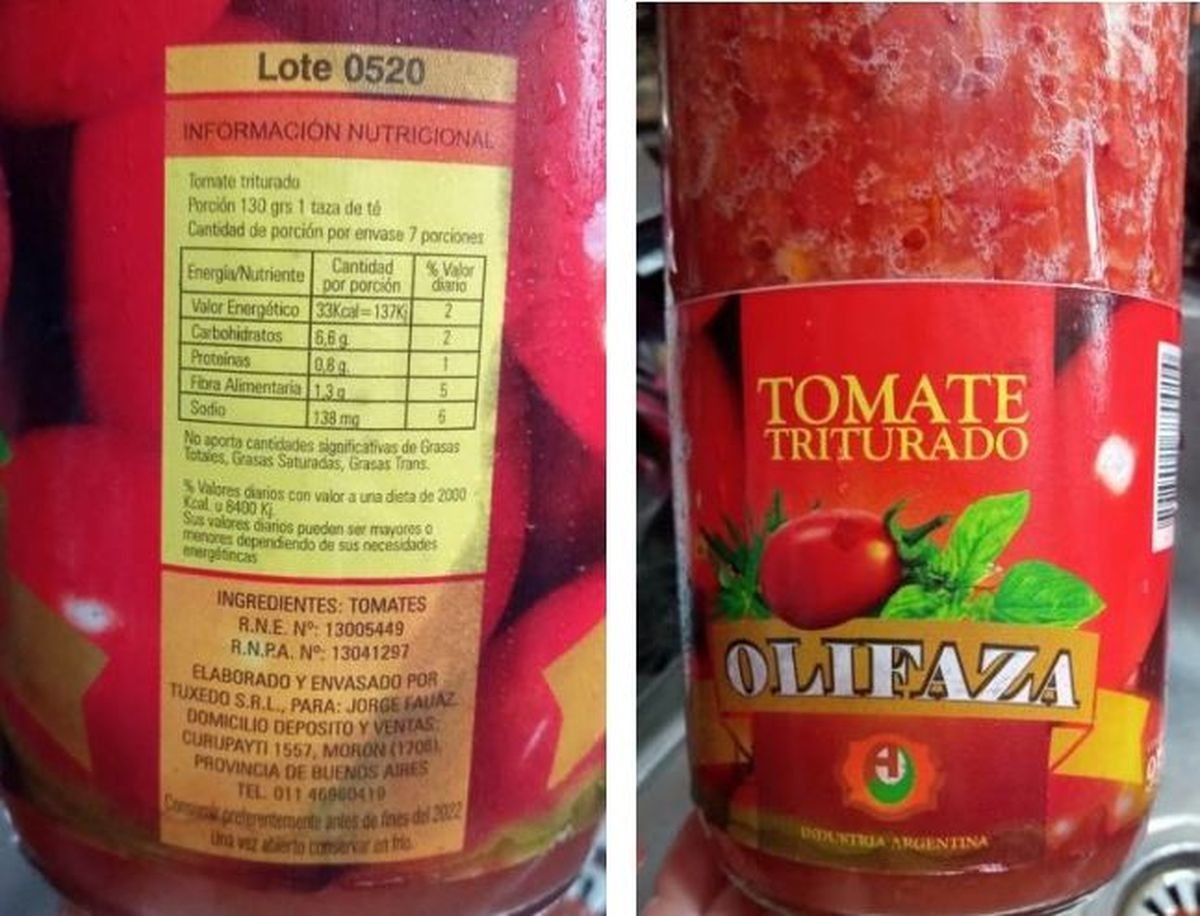 Lote 0520
INFORMACIÓN NUTRICIONAL
Tomate triturado
Porción 130 grs 1 taza de té
Cantidad de porción por envase 7 porciones
Energía/Nutriente Cantidad por porción % Valor diario
Valor Energético 33Kcal=137Kj 2
Carbohidratos 6,6 g. 2
Proteínas 0,8 g. 1
Fibra Alimentaria 1,3 g 5
Sodio 138 mg 6
No aporta cantidades significativas de Grasas
Totales, Grasas Saturadas, Grasas Trans.
% Valores diarios con valor a una dieta de 2000
Kcal. u 8400 Kj.
Sus valores diarios pueden ser mayores o
menores dependiendo de sus necesidades
energétincas
INGREDIENTES: TOMATES
R.N.E. Nº: 13005449
R.N.P.A. Nº: 13041297
ELABORADO Y ENVASADO POR
TUXEDO S.R.L., PARA: JORGE FAUAZ.
DOMICILIO DEPOSITO Y VENTAS:
CURUPAYTI 1557, MORON (1708),
PROVINCIA DE BUENOS AIRES
TEL. 011 46960419
Consumir preferentemente antes de fines del 2022
Una vez abierto conservar en frio.
TOMATE
TRITURADO
OLIFAZA
INDUSTRIA ARGENTINA